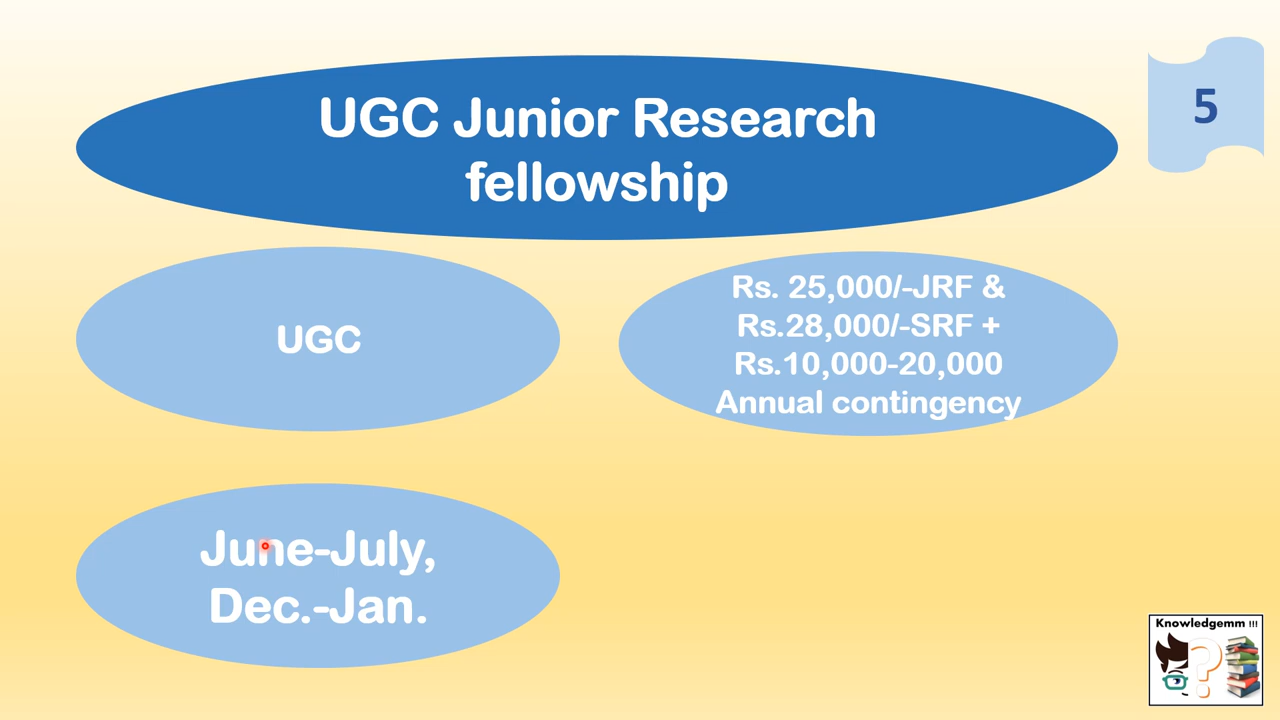 UGC Junior Research
fellowship
5
UGC
Rs. 25,000/-JRF &
Rs.28,000/-SRF +
Rs.10,000-20,000
Annual contingency
June-July,
Dec.-Jan.
Knowledgemm !!!
?